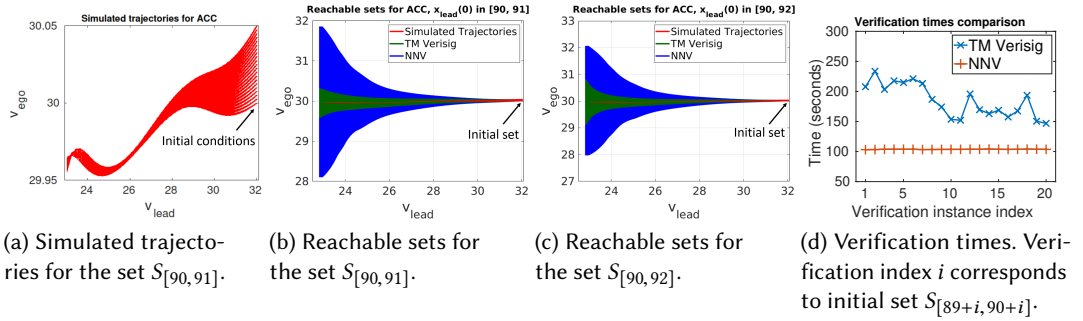 Simulated trajectories for ACC
30.05
30
29.95
v_ego
24 26 28 30 32
v_lead
Initial conditions
(a) Simulated trajecto-
ries for the set S[90,91].
Reachable sets for ACC, x_lead(0) in [90, 91]
Simulated Trajectories
TM Verisig
NNV
32
31
30
29
28
v_ego
24 26 28 30 32
v_lead
Initial set
(b) Reachable sets for
the set S[90,91].
Reachable sets for ACC, x_lead(0) in [90, 92]
Simulated Trajectories
TM Verisig
NNV
33
32
31
30
29
28
27
v_ego
24 26 28 30 32
v_lead
Initial set
(c) Reachable sets for
the set S[90,92].
Verification times comparison
TM Verisig
NNV
300
250
200
150
100
50
0
Time (seconds)
1 5 10 15 20
Verification instance index
(d) Verification times. Veri-
fication index i corresponds
to initial set S[89+i,90+i].